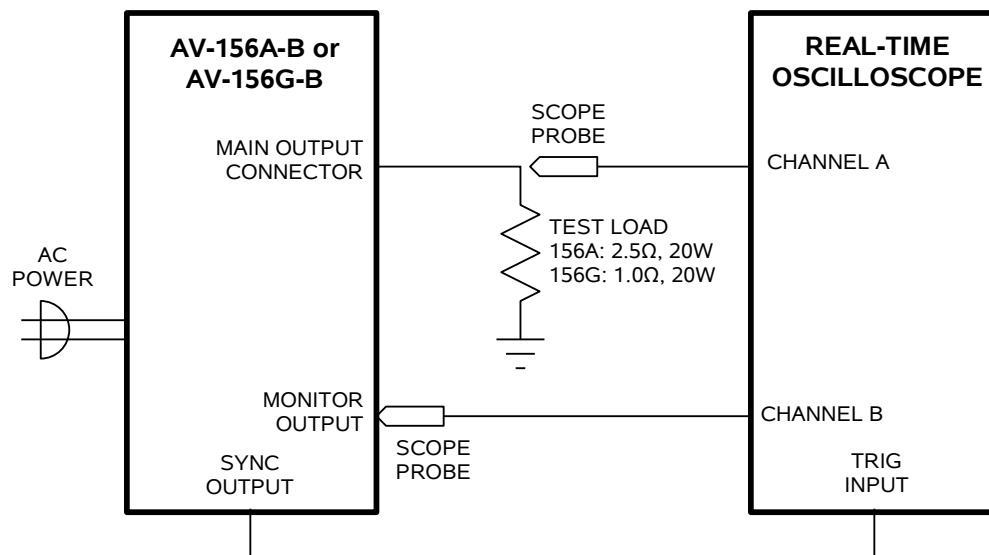 AV-156A-B or
AV-156G-B
REAL-TIME
OSCILLOSCOPE
SCOPE
PROBE
MAIN OUTPUT
CONNECTOR
CHANNEL A
TEST LOAD
156A: 2.5Ω, 20W
156G: 1.0Ω, 20W
AC
POWER
MONITOR
OUTPUT
CHANNEL B
SCOPE
PROBE
SYNC
OUTPUT
TRIG
INPUT